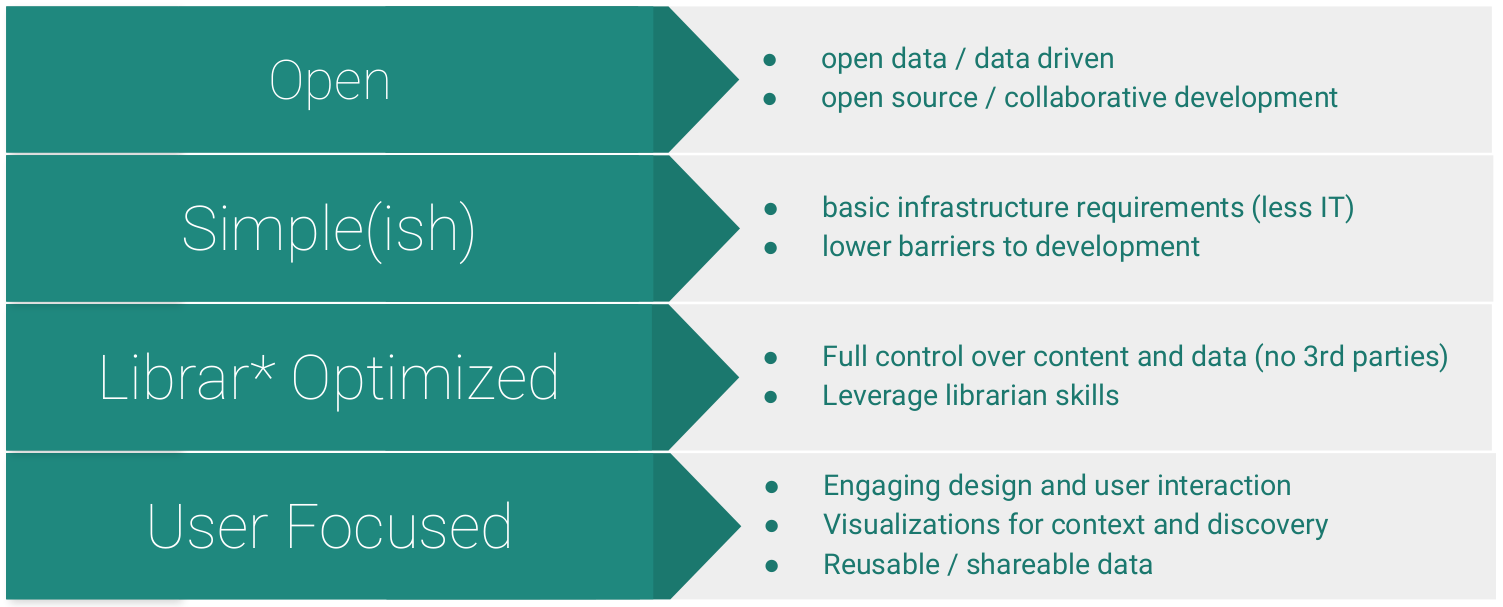 Open
● open data / data driven
● open source / collaborative development
Simple(ish)
● basic infrastructure requirements (less IT)
● lower barriers to development
Librar* Optimized
● Full control over content and data (no 3rd parties)
● Leverage librarian skills
User Focused
● Engaging design and user interaction
● Visualizations for context and discovery
● Reusable / shareable data